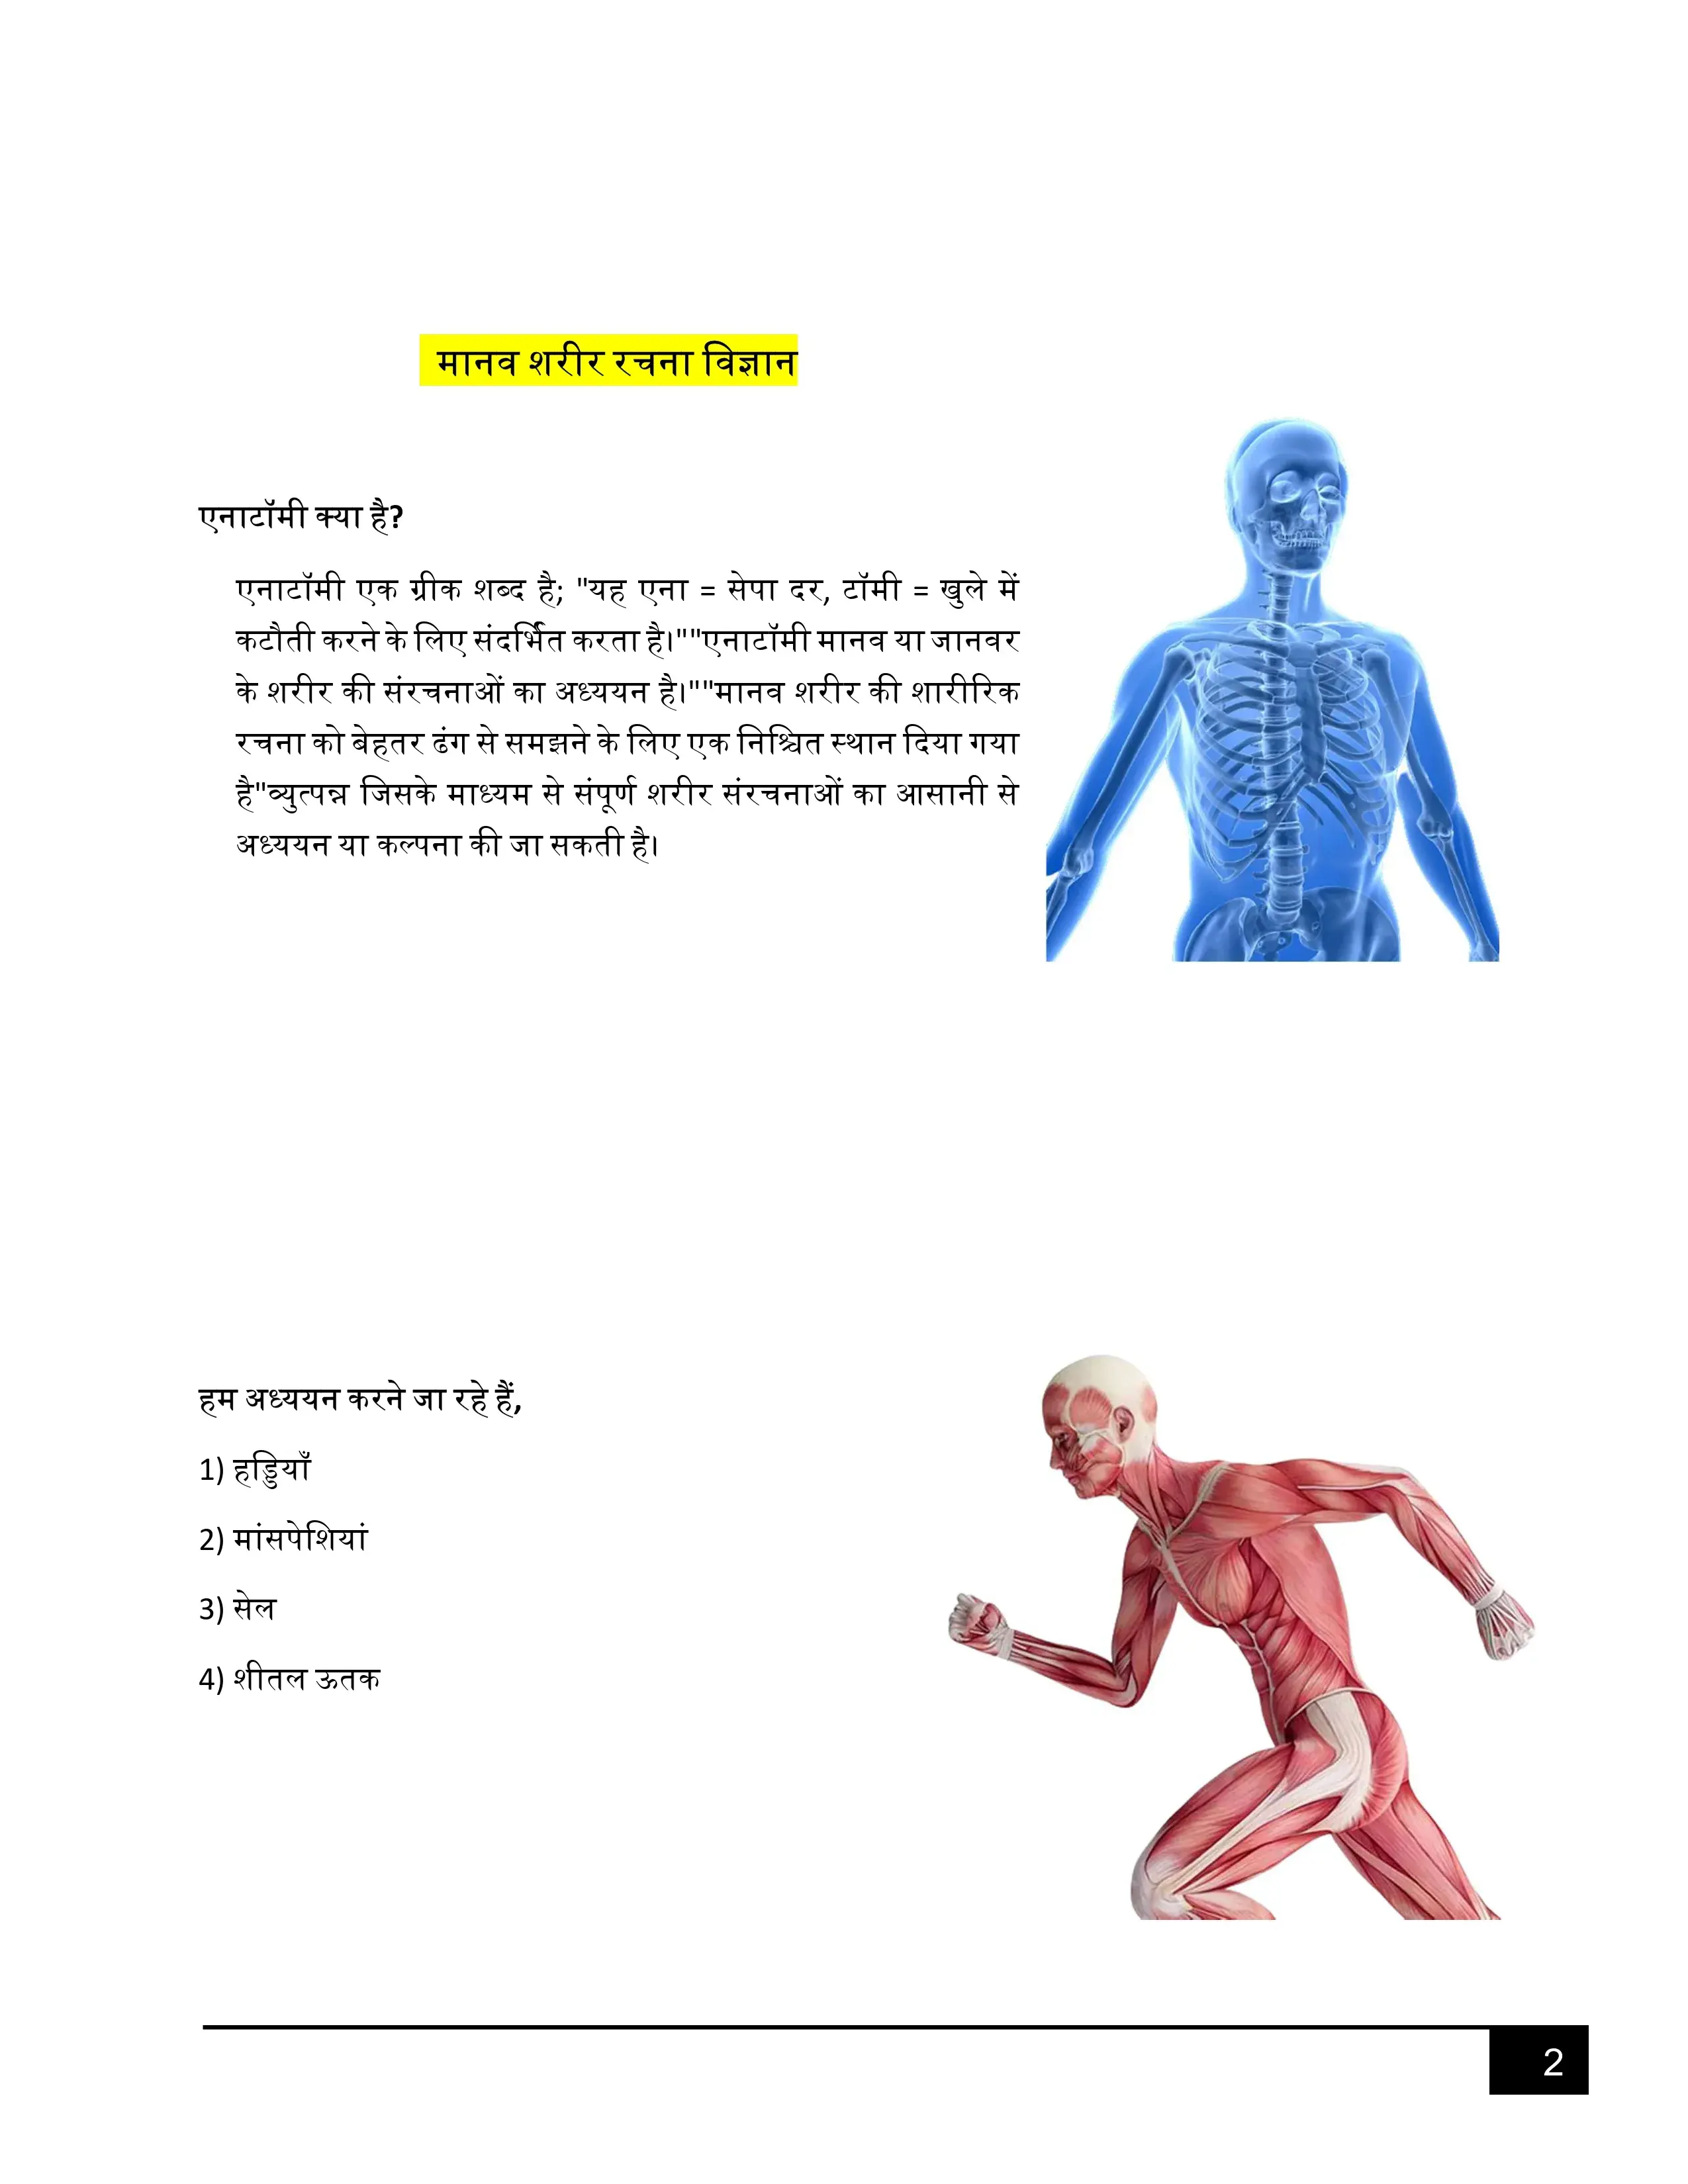 मानव शरीर रचना विज्ञान
एनाटॉमी क्या है?
एनाटॉमी एक ग्रीक शब्द है; "यह एना = सेपा दर, टॉमी = खुले में
कटौती करने के लिए संदर्भित करता है।""एनाटॉमी मानव या जानवर
के शरीर की संरचनाओं का अध्ययन है।""मानव शरीर की शारीरिक
रचना को बेहतर ढंग से समझने के लिए एक निश्चित स्थान दिया गया
है"व्युत्पन्न जिसके माध्यम से संपूर्ण शरीर संरचनाओं का आसानी से
अध्ययन या कल्पना की जा सकती है।
हम अध्ययन करने जा रहे हैं,
1) हड्डियाँ
2) मांसपेशियां
3) सेल
4) शीतल ऊतक
2